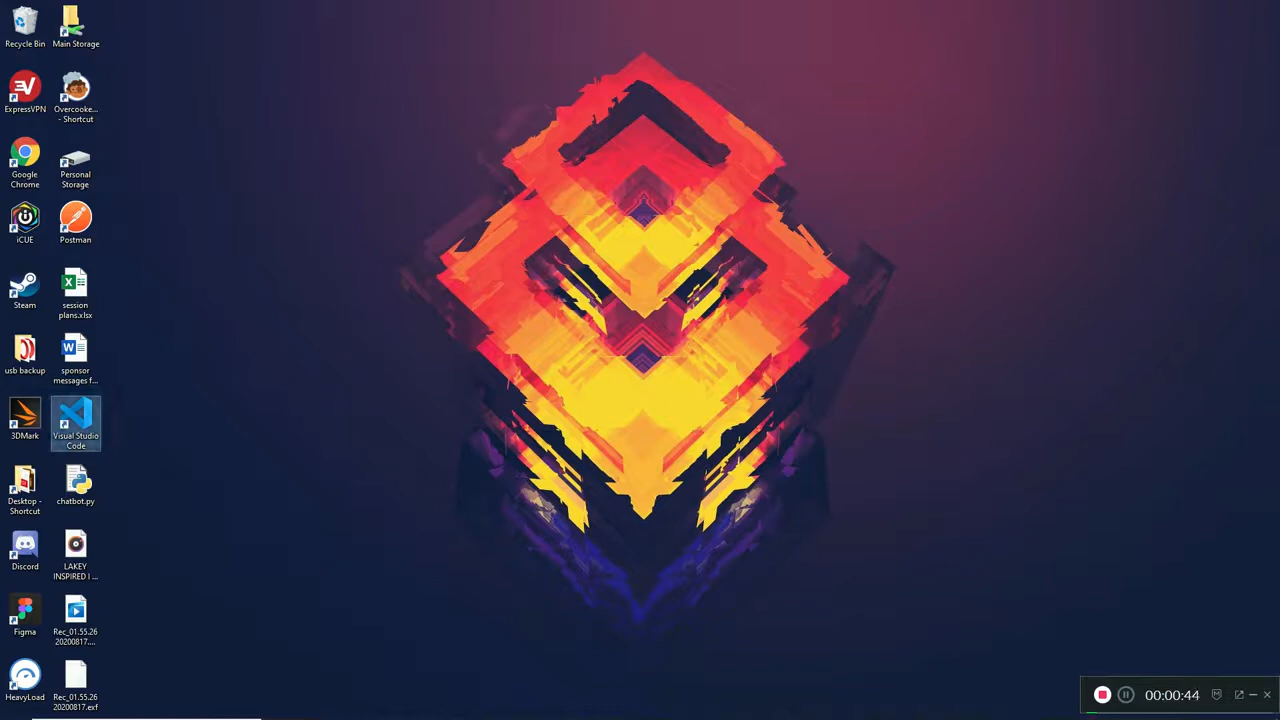 Recycle Bin
Main Storage
ExpressVPN
Overcooke...
- Shortcut
Google
Chrome
Personal
Storage
iCUE
Postman
Steam
session
plans.xlsx
usb backup
sponsor
messages f...
3DMark
Visual Studio
Code
Desktop -
Shortcut
chatbot.py
Discord
LAKEY
INSPIRED I ...
Figma
Rec_01.55.26
20200817....
HeavyLoad
Rec_01.55.26
20200817.exf
00:00:44